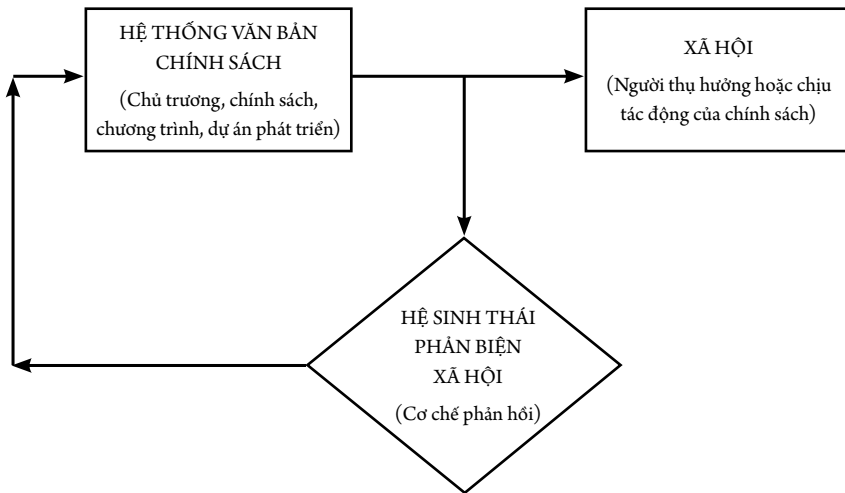 HỆ THỐNG VĂN BẢN
CHÍNH SÁCH
(Chủ trương, chính sách,
chương trình, dự án phát triển)
XÃ HỘI
(Người thụ hưởng hoặc chịu
tác động của chính sách)
HỆ SINH THÁI
PHẢN BIỆN
XÃ HỘI
(Cơ chế phản hồi)